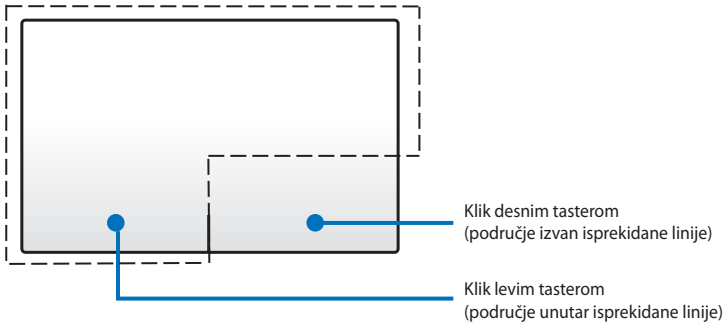 Klik desnim tasterom
(područje izvan isprekidane linije)
Klik levim tasterom
(područje unutar isprekidane linije)